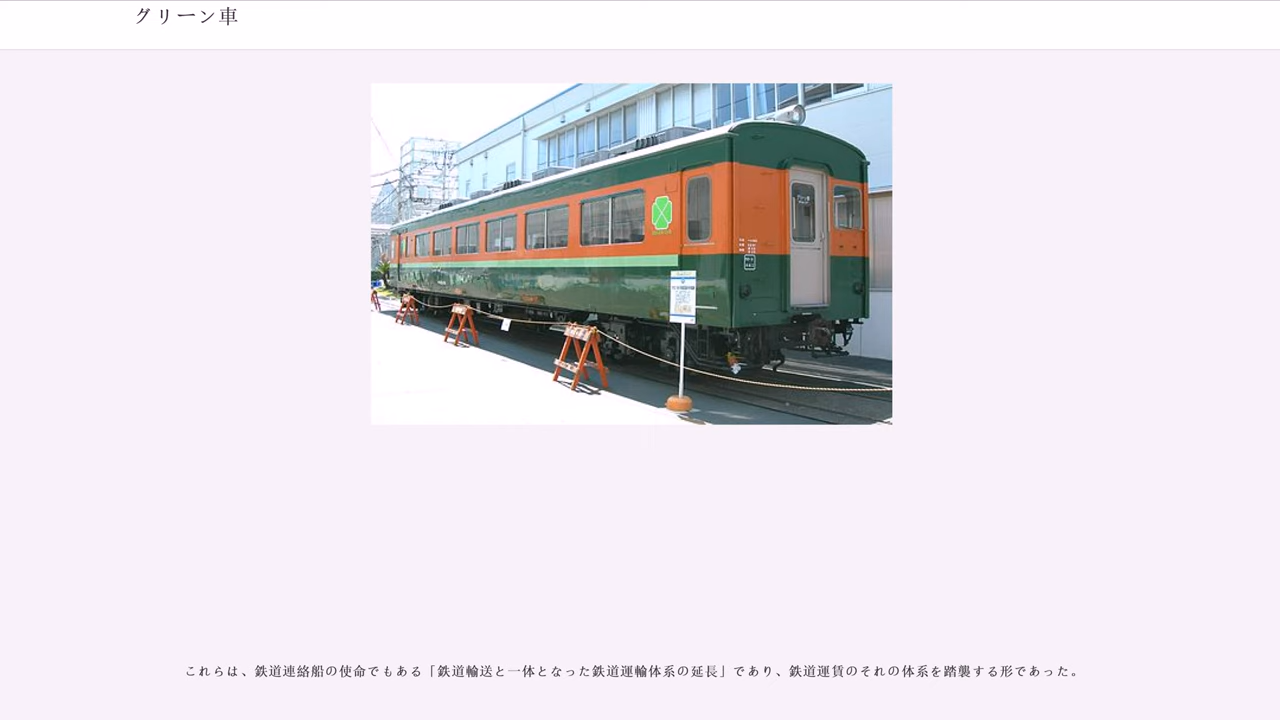 グリーン車
これらは、鉄道連絡船の使命でもある「鉄道輸送と一体となった鉄道運輸体系の延長」であり、鉄道運賃のそれの体系を踏襲する形であった。